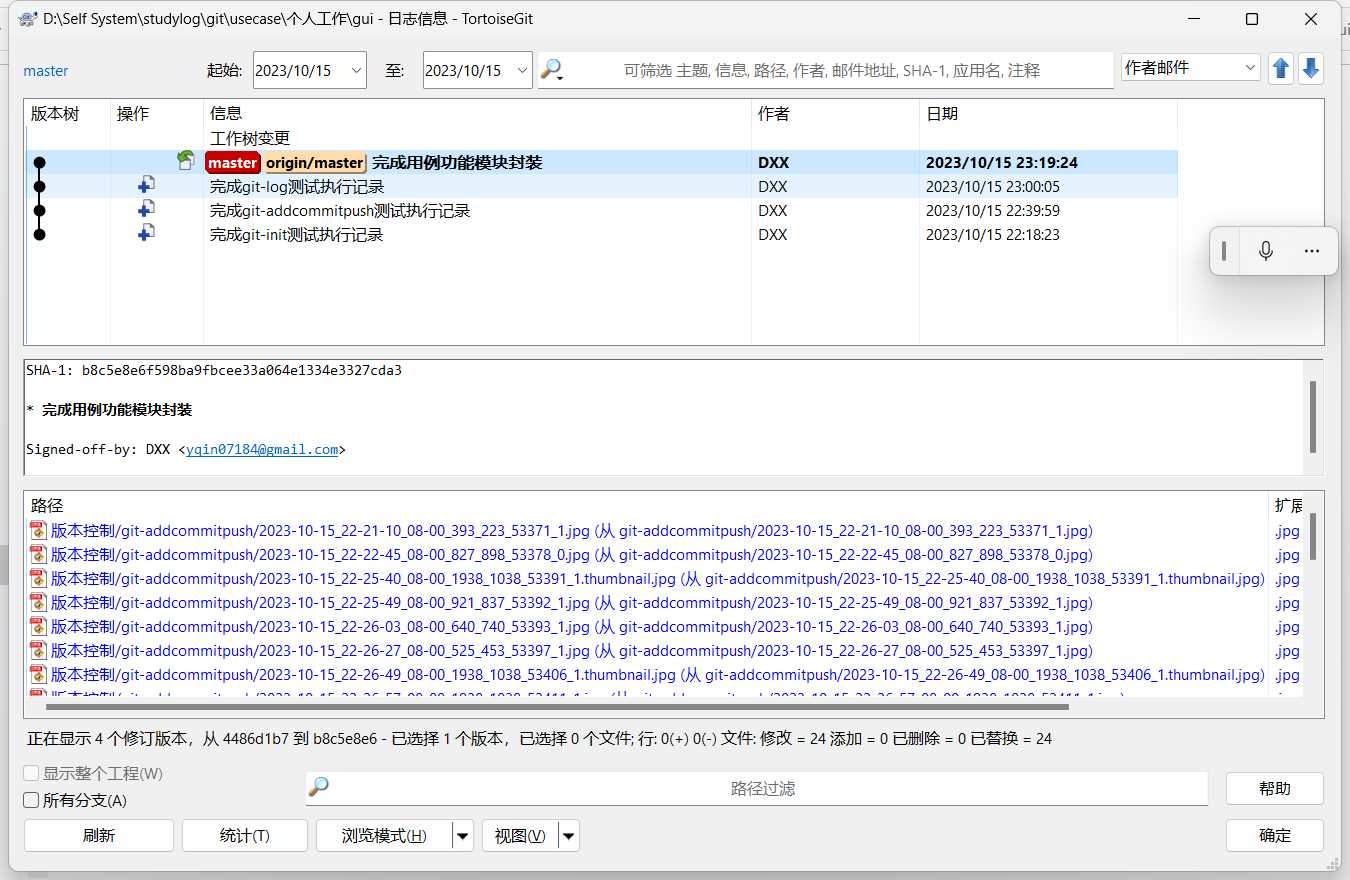 D:\Self System\studylog\git\usecase\个人工作\gui - 日志信息 - TortoiseGit
master 起始: 2023/10/15 至: 2023/10/15 可筛选 主题, 信息, 路径, 作者, 邮件地址, SHA-1, 应用名, 注释 作者邮件
版本树 操作 信息 作者 日期
工作树变更
master origin/master 完成用例功能模块封装 DXX 2023/10/15 23:19:24
完成git-log测试执行记录 DXX 2023/10/15 23:00:05
完成git-addcommitpush测试执行记录 DXX 2023/10/15 22:39:59
完成git-init测试执行记录 DXX 2023/10/15 22:18:23
SHA-1: b8c5e8e6f598ba9fbcee33a064e1334e3327cda3
* 完成用例功能模块封装
Signed-off-by: DXX <yqin07184@gmail.com>
路径 扩展
版本控制/git-addcommitpush/2023-10-15_22-21-10_08-00_393_223_53371_1.jpg (从 git-addcommitpush/2023-10-15_22-21-10_08-00_393_223_53371_1.jpg) .jpg
版本控制/git-addcommitpush/2023-10-15_22-22-45_08-00_827_898_53378_0.jpg (从 git-addcommitpush/2023-10-15_22-22-45_08-00_827_898_53378_0.jpg) .jpg
版本控制/git-addcommitpush/2023-10-15_22-25-40_08-00_1938_1038_53391_1.thumbnail.jpg (从 git-addcommitpush/2023-10-15_22-25-40_08-00_1938_1038_53391_1.thumbnail.jpg) .jpg
版本控制/git-addcommitpush/2023-10-15_22-25-49_08-00_921_837_53392_1.jpg (从 git-addcommitpush/2023-10-15_22-25-49_08-00_921_837_53392_1.jpg) .jpg
版本控制/git-addcommitpush/2023-10-15_22-26-03_08-00_640_740_53393_1.jpg (从 git-addcommitpush/2023-10-15_22-26-03_08-00_640_740_53393_1.jpg) .jpg
版本控制/git-addcommitpush/2023-10-15_22-26-27_08-00_525_453_53397_1.jpg (从 git-addcommitpush/2023-10-15_22-26-27_08-00_525_453_53397_1.jpg) .jpg
版本控制/git-addcommitpush/2023-10-15_22-26-49_08-00_1938_1038_53406_1.thumbnail.jpg (从 git-addcommitpush/2023-10-15_22-26-49_08-00_1938_1038_53406_1.thumbnail.jpg) .jpg
正在显示 4 个修订版本，从 4486d1b7 到 b8c5e8e6 - 已选择 1 个版本，已选择 0 个文件; 行: 0(+) 0(-) 文件: 修改 = 24 添加 = 0 已删除 = 0 已替换 = 24
显示整个工程(W)
所有分支(A)
路径过滤 帮助
刷新 统计(T) 浏览模式(H) 视图(V) 确定